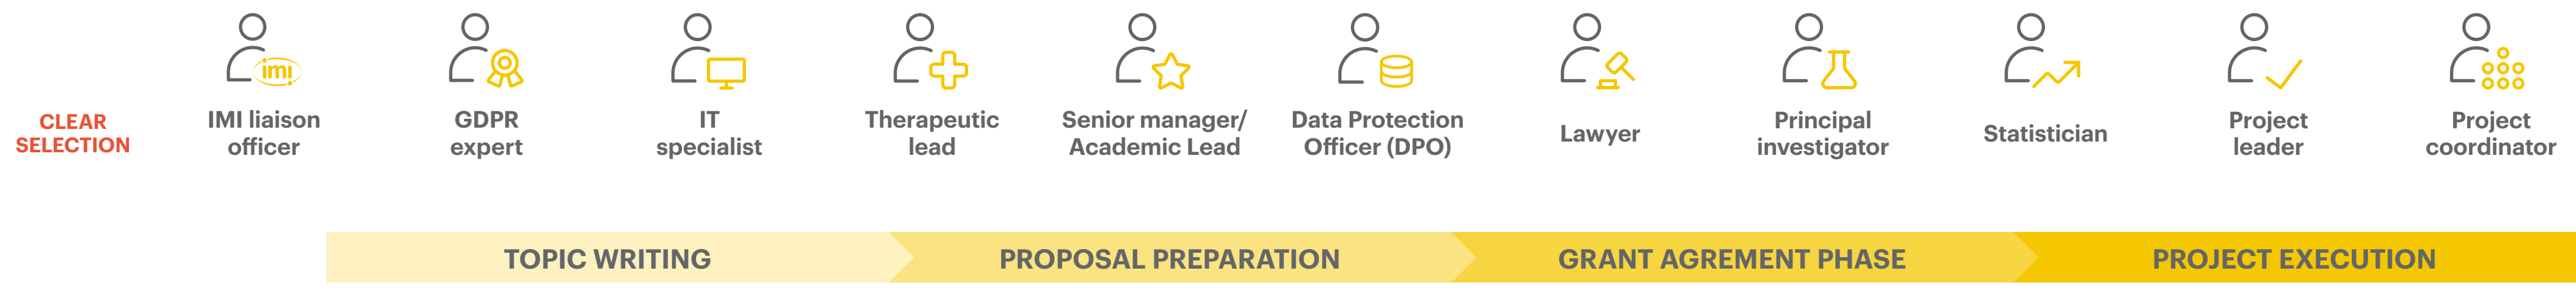 imi
CLEAR
SELECTION
IMI liaison
officer
GDPR
expert
IT
specialist
Therapeutic
lead
Senior manager/
Academic Lead
Data Protection
Officer (DPO)
Lawyer
Principal
investigator
Statistician
Project
leader
Project
coordinator
TOPIC WRITING
PROPOSAL PREPARATION
GRANT AGREMENT PHASE
PROJECT EXECUTION